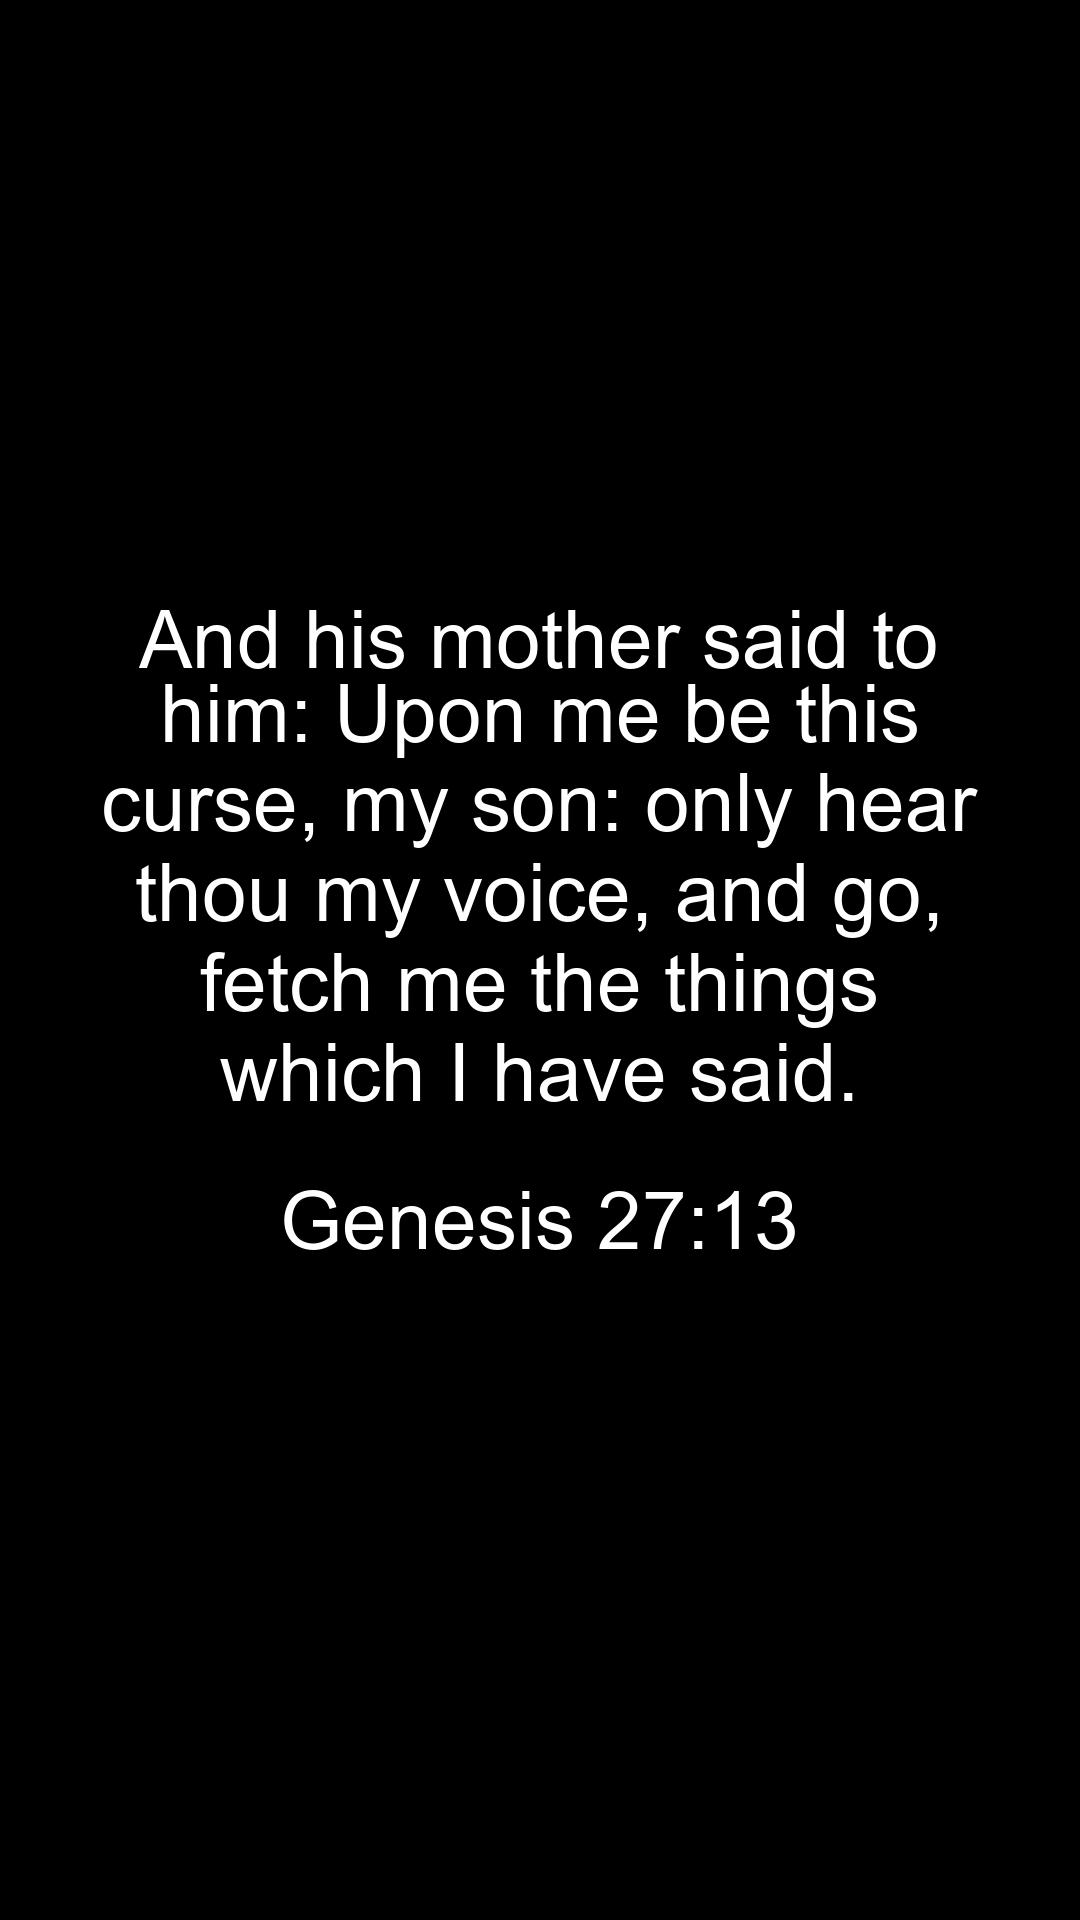 And his mother said to
him: Upon me be this
curse, my son: only hear
thou my voice, and go,
fetch me the things
which I have said.
Genesis 27:13